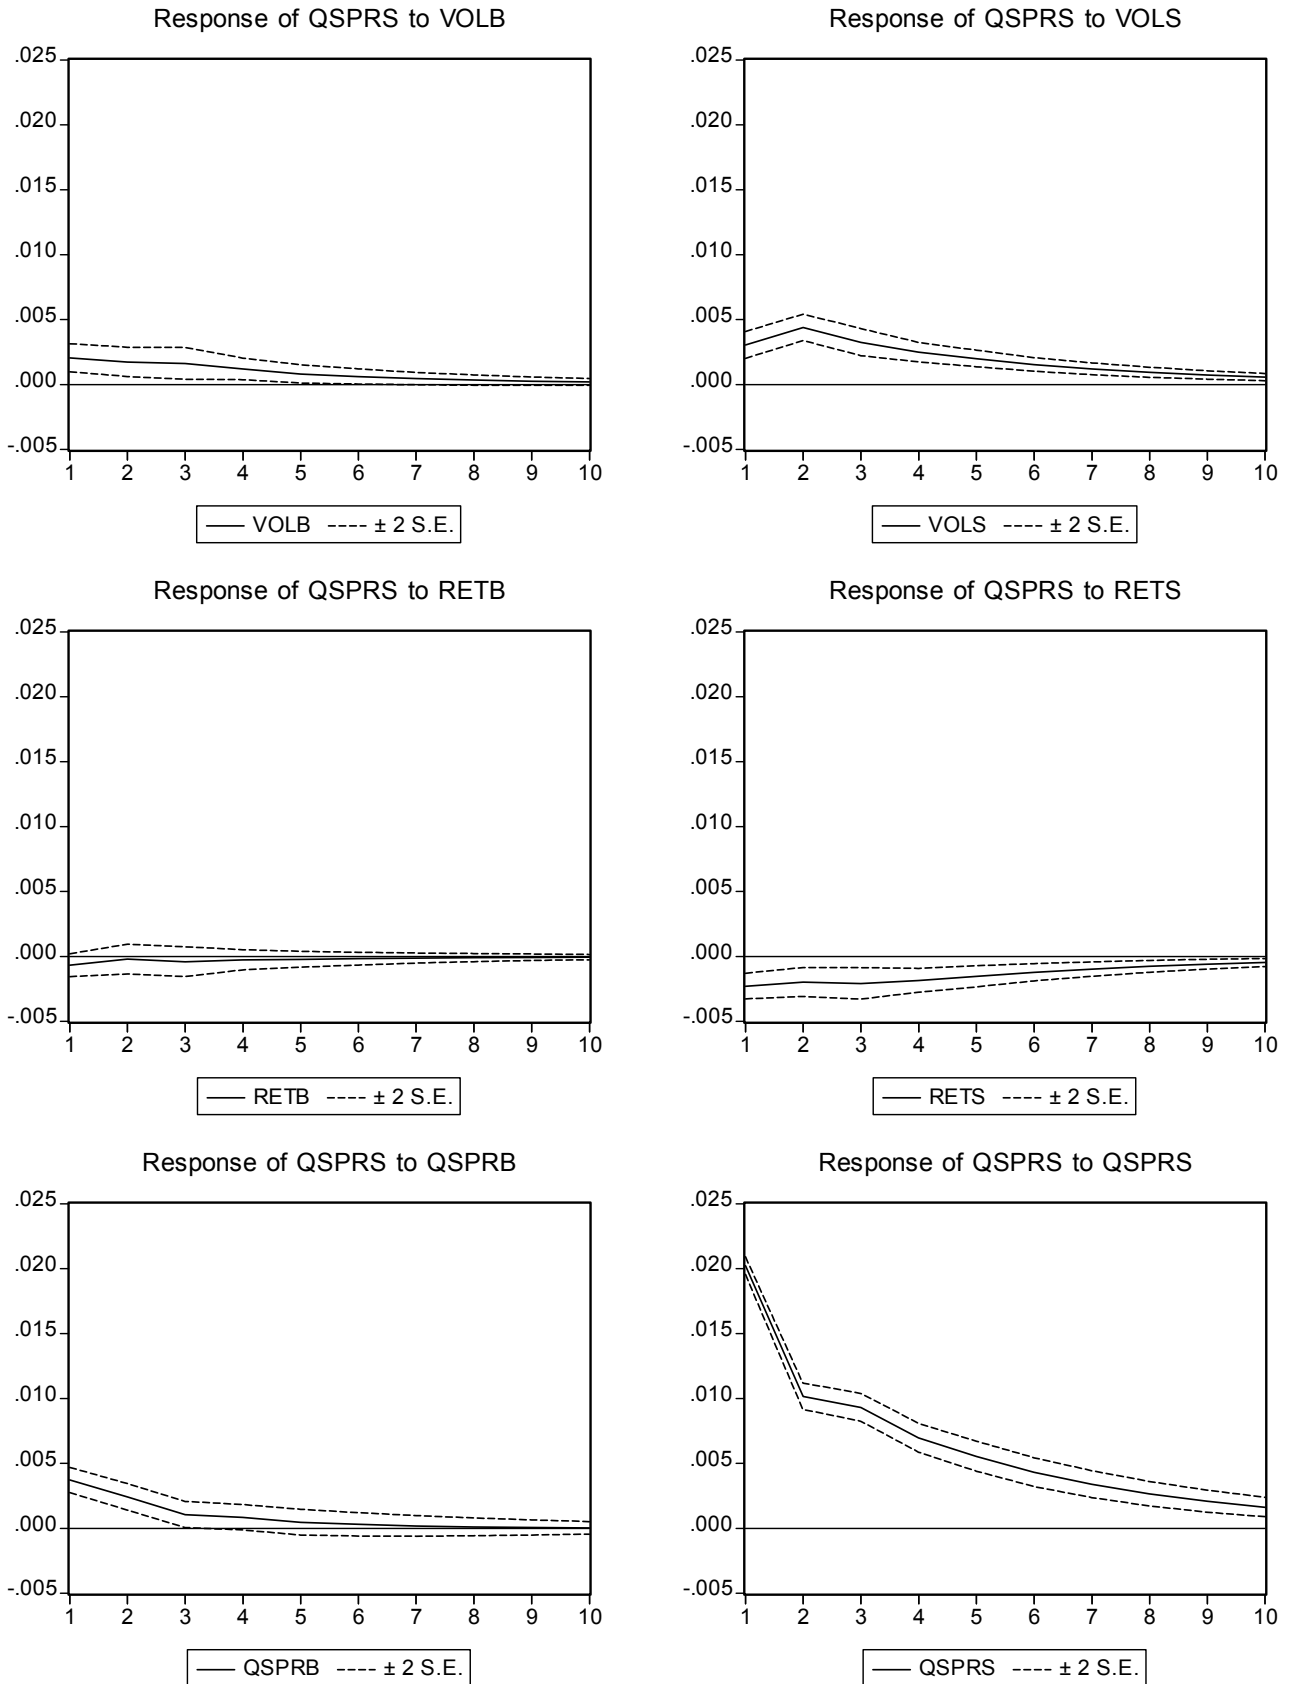 Response of QSPRS to VOLB
.025
.020
.015
.010
.005
.000
-.005
1 2 3 4 5 6 7 8 9 10
VOLB ± 2 S.E.
Response of QSPRS to VOLS
.025
.020
.015
.010
.005
.000
-.005
1 2 3 4 5 6 7 8 9 10
VOLS ± 2 S.E.
Response of QSPRS to RETB
.025
.020
.015
.010
.005
.000
-.005
1 2 3 4 5 6 7 8 9 10
RETB ± 2 S.E.
Response of QSPRS to RETS
.025
.020
.015
.010
.005
.000
-.005
1 2 3 4 5 6 7 8 9 10
RETS ± 2 S.E.
Response of QSPRS to QSPRB
.025
.020
.015
.010
.005
.000
-.005
1 2 3 4 5 6 7 8 9 10
QSPRB ± 2 S.E.
Response of QSPRS to QSPRS
.025
.020
.015
.010
.005
.000
-.005
1 2 3 4 5 6 7 8 9 10
QSPRS ± 2 S.E.